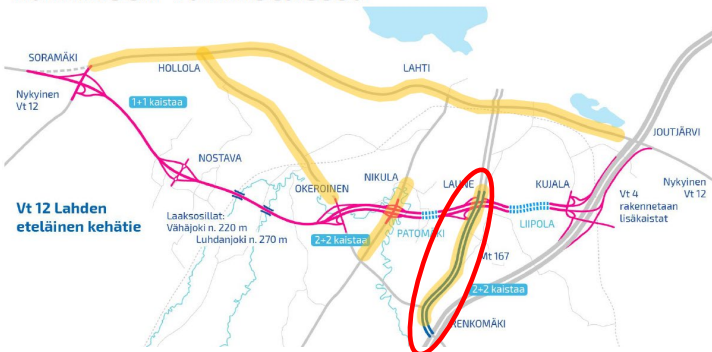 SORAMÄKI
HOLLOLA
LAHTI
Nykyinen
Vt 12
1+1 kaistaa
JOUTJÄRVI
NOSTAVA
NIKULA
OKEROINEN
LAUNE
KUJALA
Nykyinen
Vt 12
Vt 4
rakennetaan
lisäkaistat
Vt 12 Lahden
eteläinen kehätie
Laaksosillat:
Vähäjoki n. 220 m
Luhdanjoki n. 270 m
2+2 kaistaa
PATOMÄKI
LIIPOLA
Mt 167
2+2 kaistaa
RENKOMÄKI